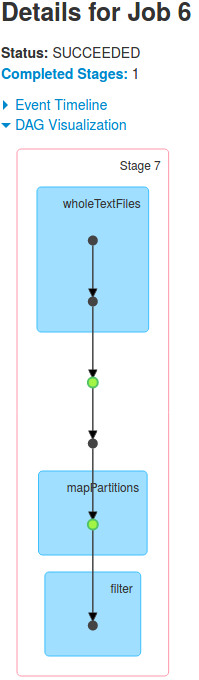 Details for Job 6
Status: SUCCEEDED
Completed Stages: 1
Event Timeline
DAG Visualization
Stage 7
wholeTextFiles
mapPartitions
filter